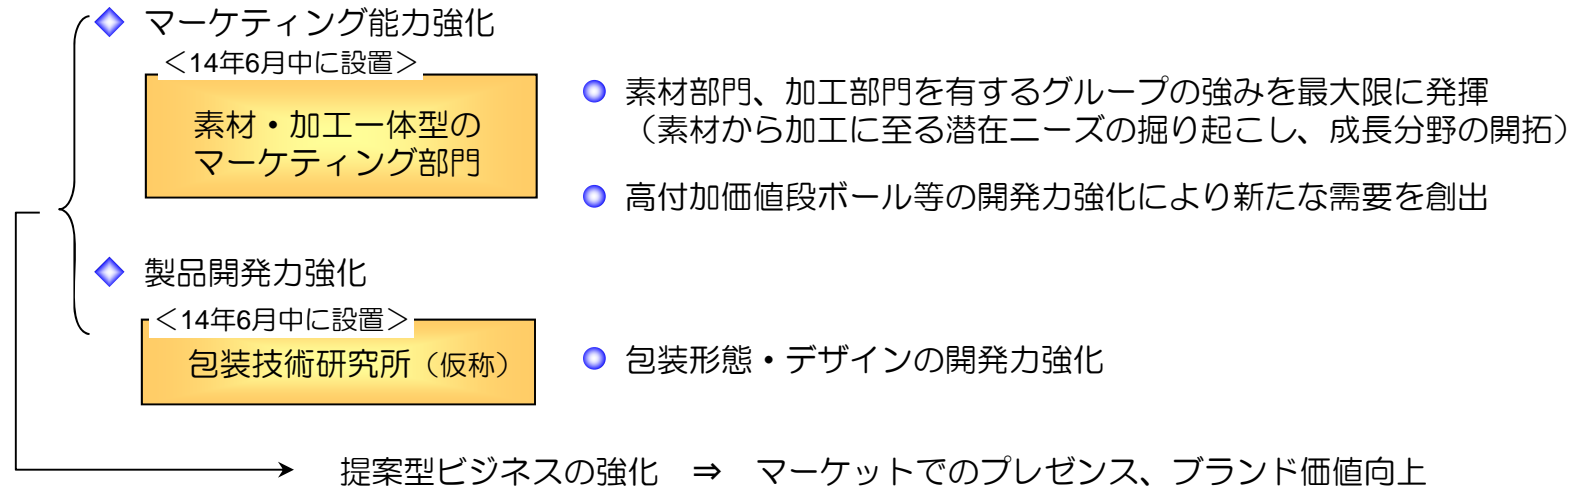 マーケティング能力強化
＜14年6月中に設置＞
素材・加工一体型の
マーケティング部門
素材部門、加工部門を有するグループの強みを最大限に発揮
（素材から加工に至る潜在ニーズの掘り起こし、成長分野の開拓）
高付加価値段ボール等の開発力強化により新たな需要を創出
製品開発力強化
＜14年6月中に設置＞
包装技術研究所（仮称）
包装形態・デザインの開発力強化
提案型ビジネスの強化　⇒　マーケットでのプレゼンス、ブランド価値向上